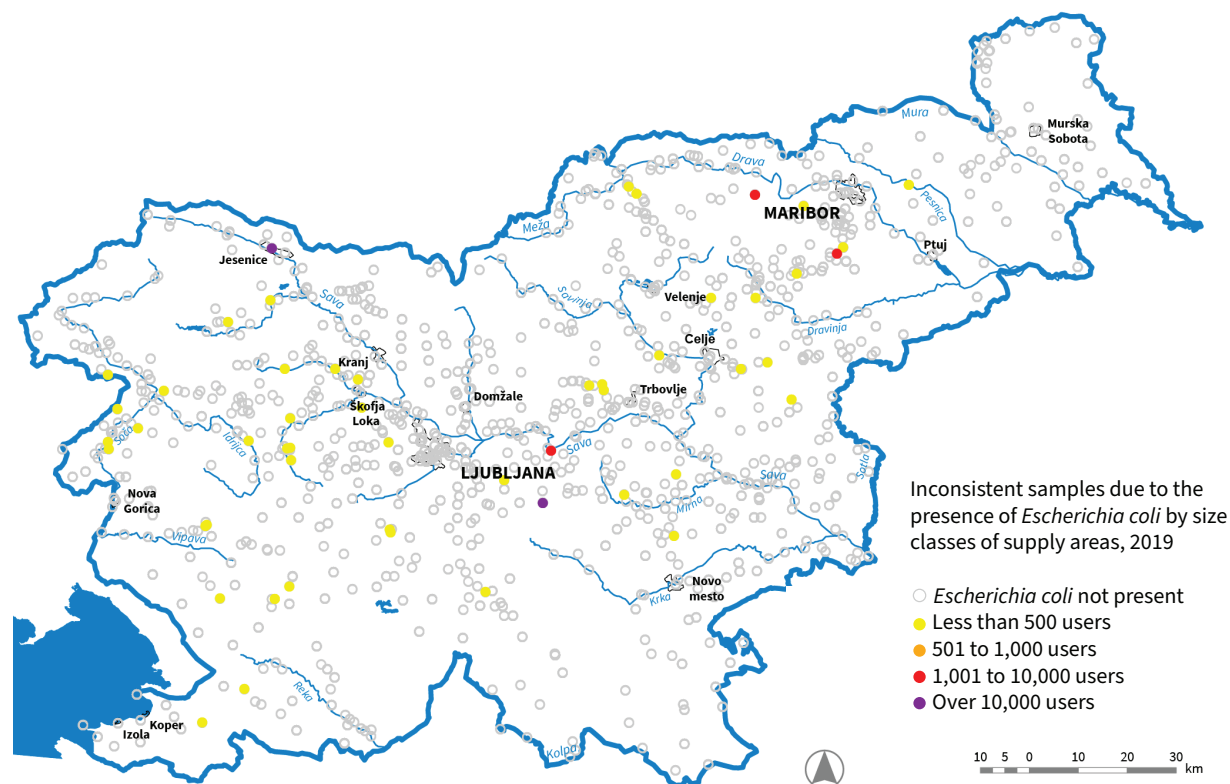 Mura
Murska
Sobota
Drava
MARIBOR
Pesnica
Meža
Ptuj
Jesenice
Sava
Savinja
Velenje
Dravinja
Celje
Kranj
Domžale
Trbovlje
Škofja
Loka
Soča
Idrijca
Sava
LJUBLJANA
Sava
Sotla
Mirna
Nova
Gorica
Vipava
Krka
Novo
mesto
Reka
Koper
Izola
Kolpa
Inconsistent samples due to the
presence of Escherichia coli by size
classes of supply areas, 2019
Escherichia coli not present
Less than 500 users
501 to 1,000 users
1,001 to 10,000 users
Over 10,000 users
10 5 0 10 20 30
km